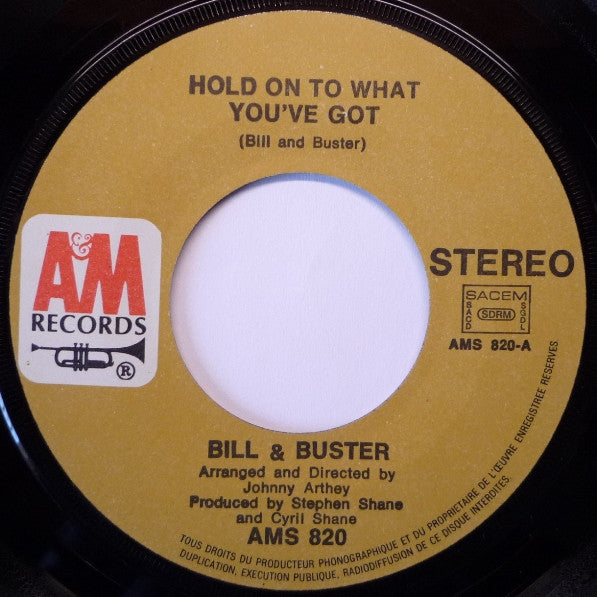 HOLD ON TO WHAT
YOU'VE GOT
(Bill and Buster)
A&M
RECORDS
®
STEREO
SACEM
SACD
SDRM
SGDL
AMS 820-A
BILL & BUSTER
Arranged and Directed by
Johnny Arthey
Produced by Stephen Shane
and Cyril Shane
AMS 820
TOUS DROITS DU PRODUCTEUR PHONOGRAPHIQUE ET DU PROPRIETAIRE DE L'ŒUVRE ENREGISTREE RESERVES.
DUPLICATION, EXECUTION PUBLIQUE, RADIODIFFUSION DE CE DISQUE INTERDITES.